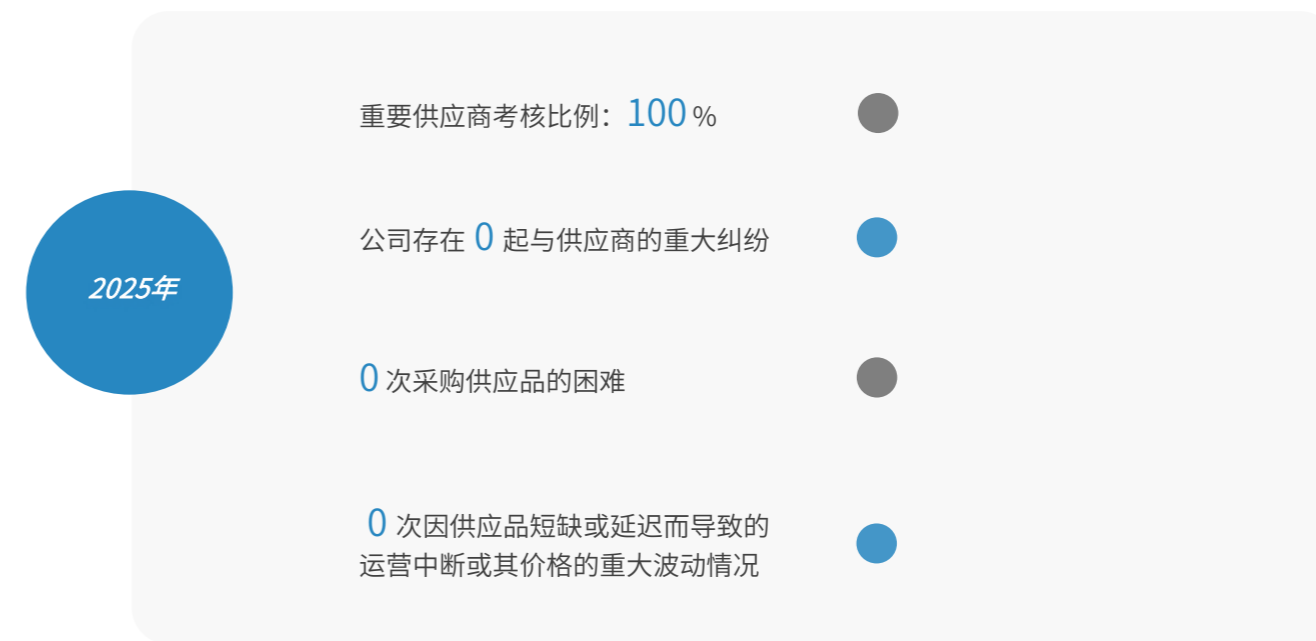 重要供应商考核比例：100 %
公司存在 0 起与供应商的重大纠纷
2025年
0 次采购供应品的困难
0 次因供应品短缺或延迟而导致的
运营中断或其价格的重大波动情况